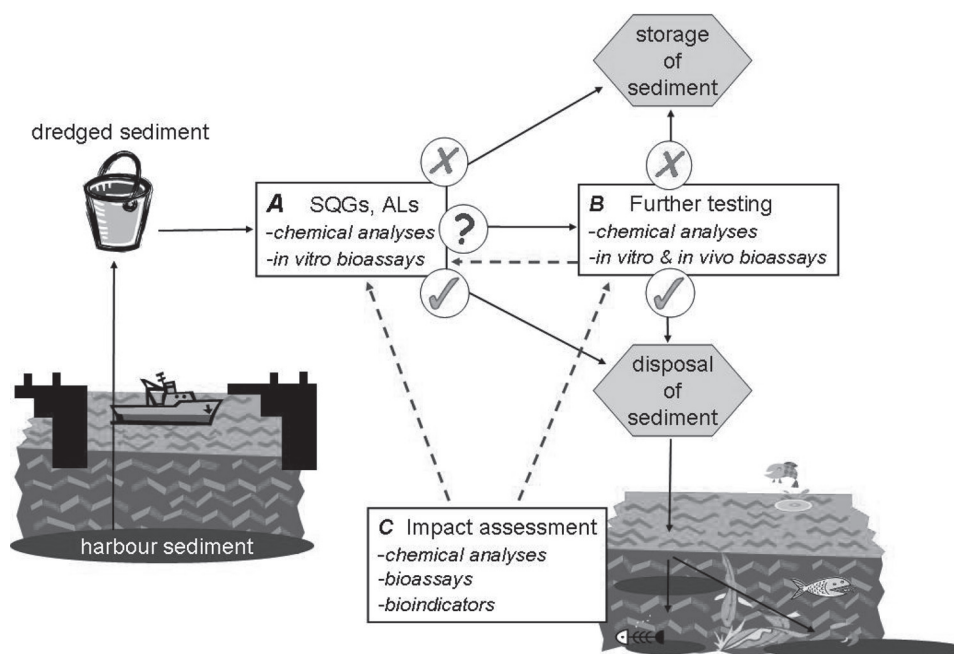 storage
of
sediment
dredged sediment
A SQGs, ALs
-chemical analyses
-in vitro bioassays
?
B Further testing
-chemical analyses
-in vitro & in vivo bioassays
disposal
of
sediment
harbour sediment
C Impact assessment
-chemical analyses
-bioassays
-bioindicators